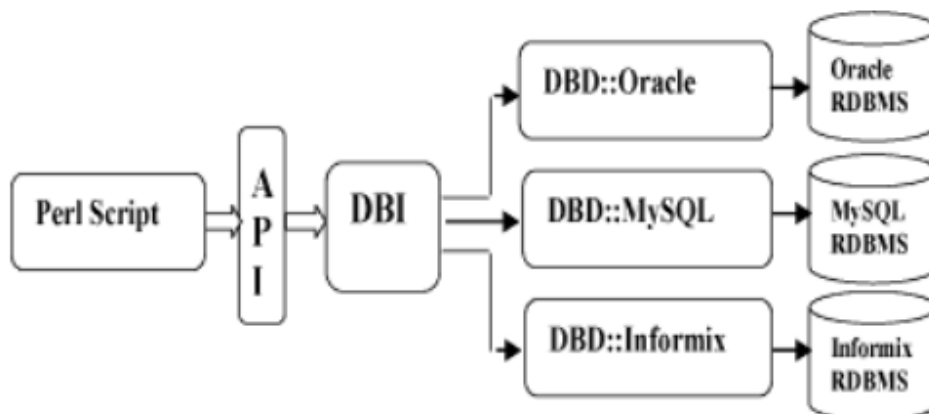 Perl Script
A
P
I
DBI
DBD::Oracle
Oracle
RDBMS
DBD::MySQL
MySQL
RDBMS
DBD::Informix
Informix
RDBMS